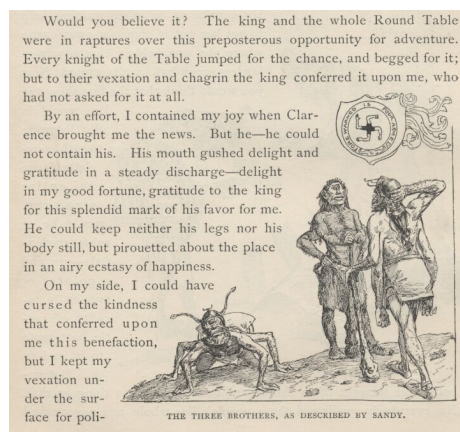 Would you believe it? The king and the whole Round Table
were in raptures over this preposterous opportunity for adventure.
Every knight of the Table jumped for the chance, and begged for it;
but to their vexation and chagrin the king conferred it upon me, who
had not asked for it at all.
By an effort, I contained my joy when Clar-
ence brought me the news. But he—he could
not contain his. His mouth gushed delight and
gratitude in a steady discharge—delight
in my good fortune, gratitude to the king
for this splendid mark of his favor for me.
He could keep neither his legs nor his
body still, but pirouetted about the place
in an airy ecstasy of happiness.
On my side, I could have
cursed the kindness
that conferred upon
me this benefaction,
but I kept my
vexation un-
der the sur-
face for poli-
THE THREE BROTHERS, AS DESCRIBED BY SANDY.